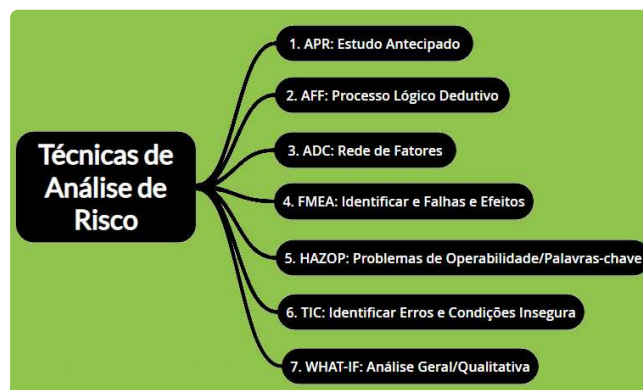 Técnicas de
Análise de
Risco
1. APR: Estudo Antecipado
2. AFF: Processo Lógico Dedutivo
3. ADC: Rede de Fatores
4. FMEA: Identificar e Falhas e Efeitos
5. HAZOP: Problemas de Operabilidade/Palavras-chave
6. TIC: Identificar Erros e Condições Insegura
7. WHAT-IF: Análise Geral/Qualitativa